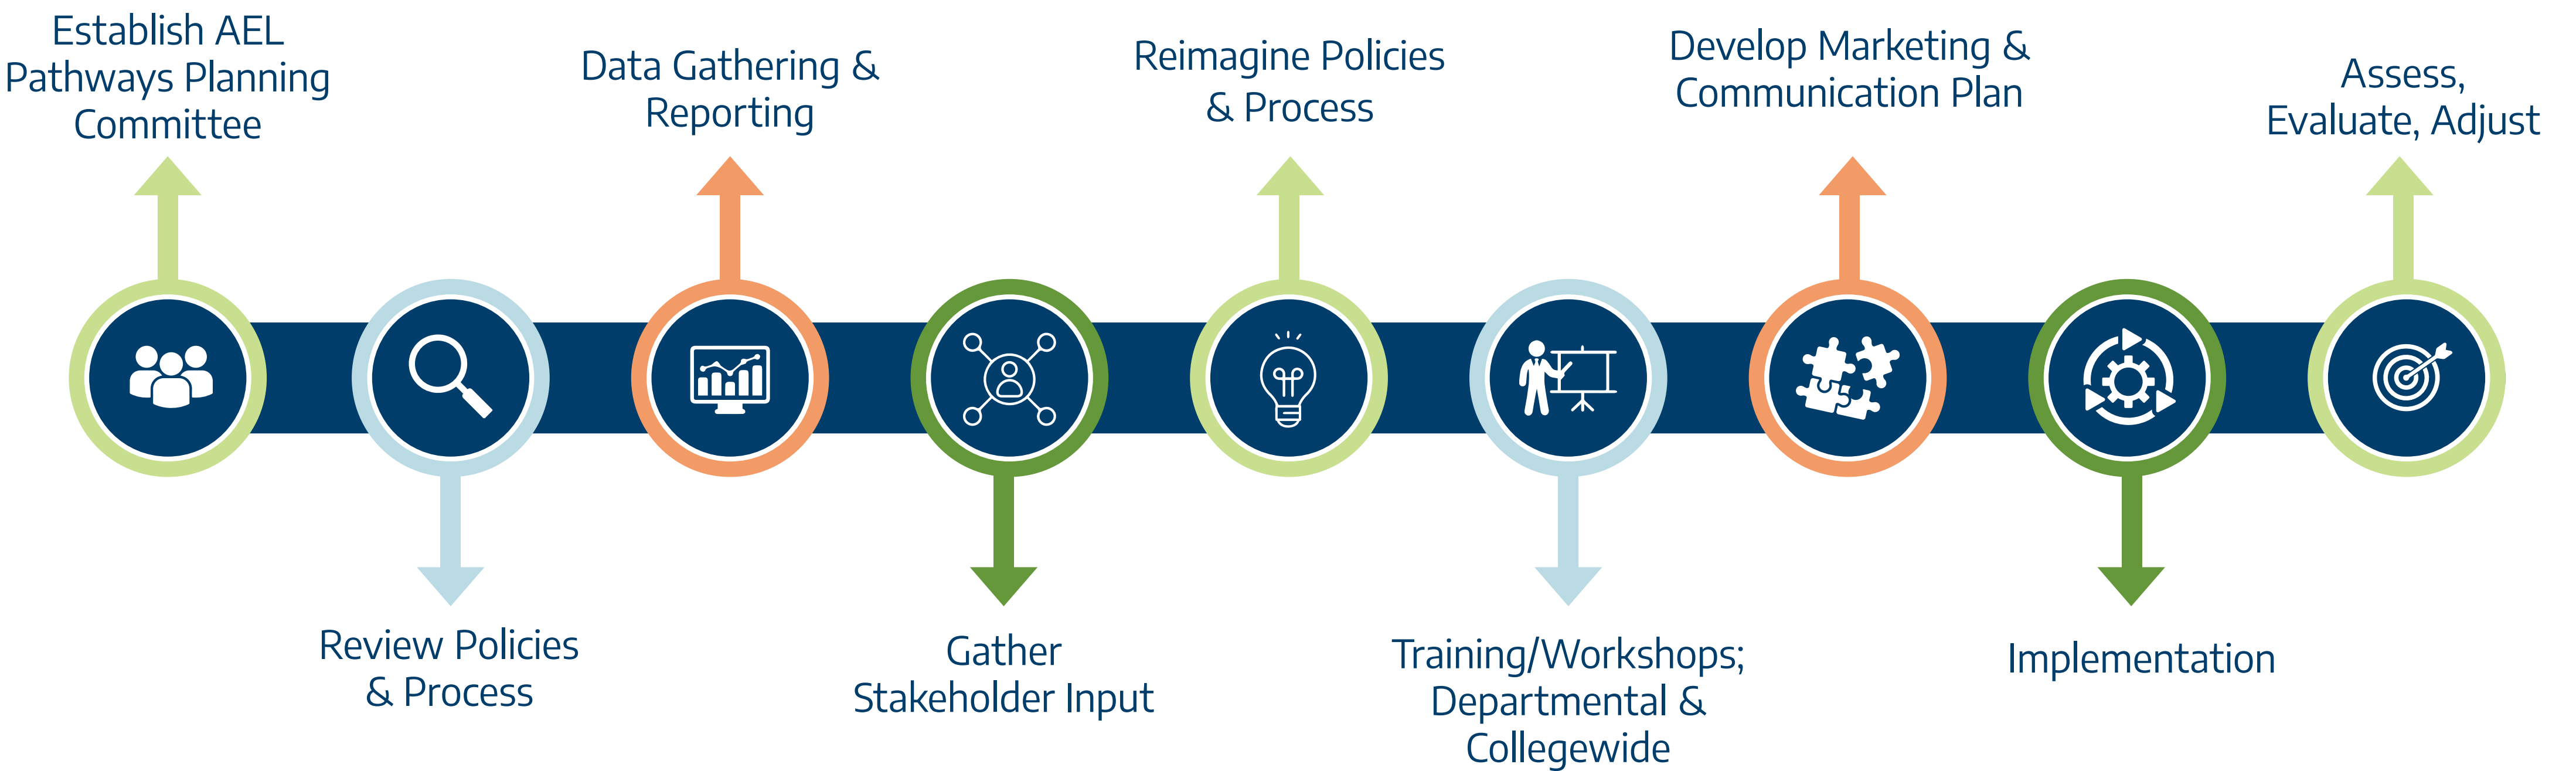 Establish AEL
Pathways Planning
Committee
Review Policies
& Process
Data Gathering &
Reporting
Gather
Stakeholder Input
Reimagine Policies
& Process
Training/Workshops;
Departmental &
Collegewide
Develop Marketing &
Communication Plan
Implementation
Assess,
Evaluate, Adjust